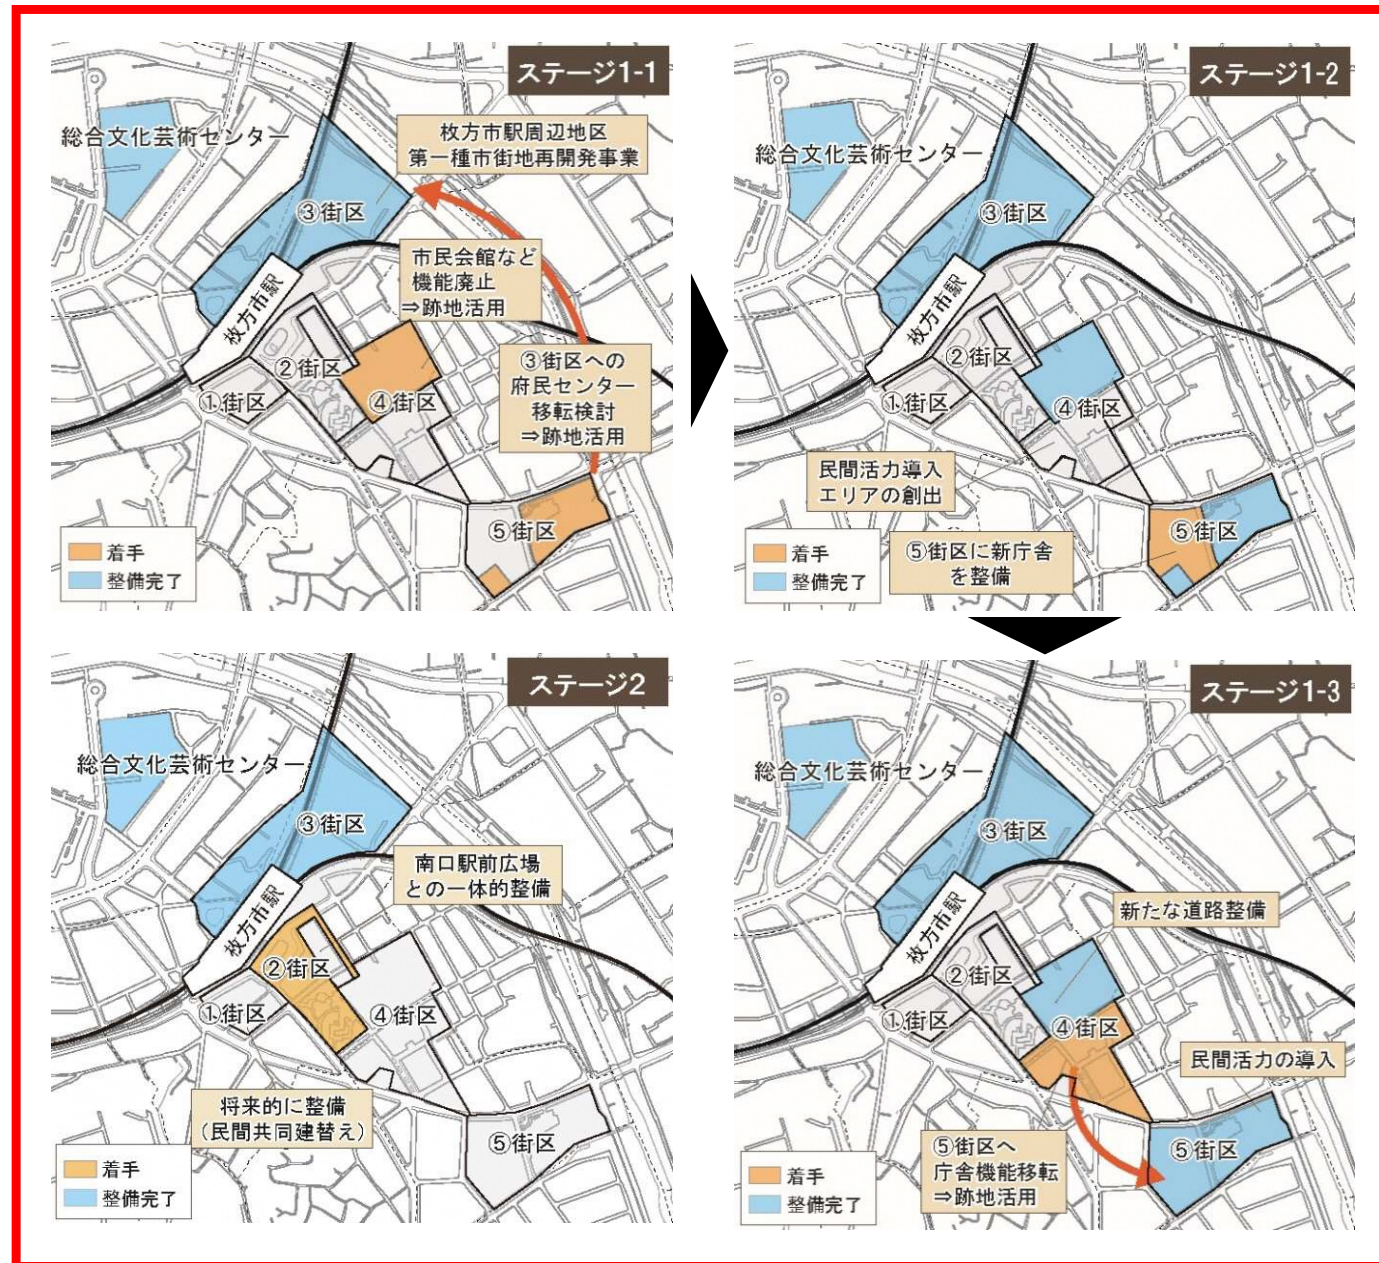 ステージ1-1
総合文化芸術センター
枚方市駅周辺地区
第一種市街地再開発事業
③街区
市民会館など
機能廃止
⇒跡地活用
枚方市駅
②街区
①街区
④街区
③街区への
府民センター
移転検討
⇒跡地活用
⑤街区
着手
整備完了
ステージ1-2
総合文化芸術センター
③街区
枚方市駅
②街区
①街区
④街区
民間活力導入
エリアの創出
⑤街区に新庁舎
を整備
⑤街区
着手
整備完了
ステージ2
総合文化芸術センター
③街区
南口駅前広場
との一体的整備
枚方市駅
②街区
①街区
④街区
将来的に整備
(民間共同建替え)
⑤街区
着手
整備完了
ステージ1-3
総合文化芸術センター
③街区
新たな道路整備
枚方市駅
②街区
①街区
④街区
民間活力の導入
⑤街区へ
庁舎機能移転
⇒跡地活用
⑤街区
着手
整備完了